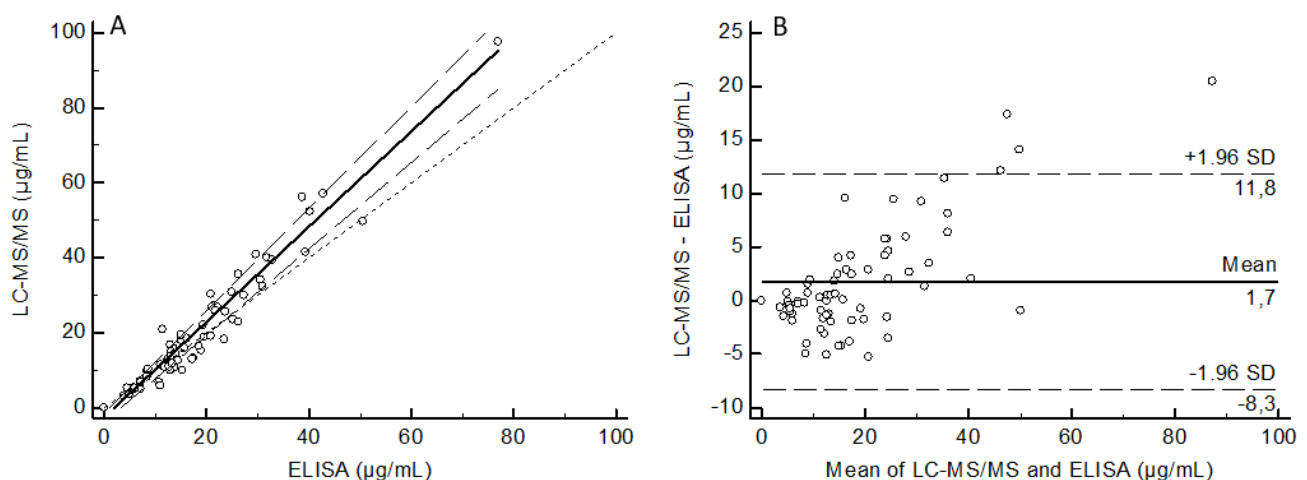 A
LC-MS/MS (µg/mL)
100
80
60
40
20
0
0 20 40 60 80 100
ELISA (µg/mL)
B
LC-MS/MS - ELISA (µg/mL)
25
20
15
10
5
0
-5
-10
+1.96 SD
11,8
Mean
1,7
-1.96 SD
-8,3
0 20 40 60 80 100
Mean of LC-MS/MS and ELISA (µg/mL)